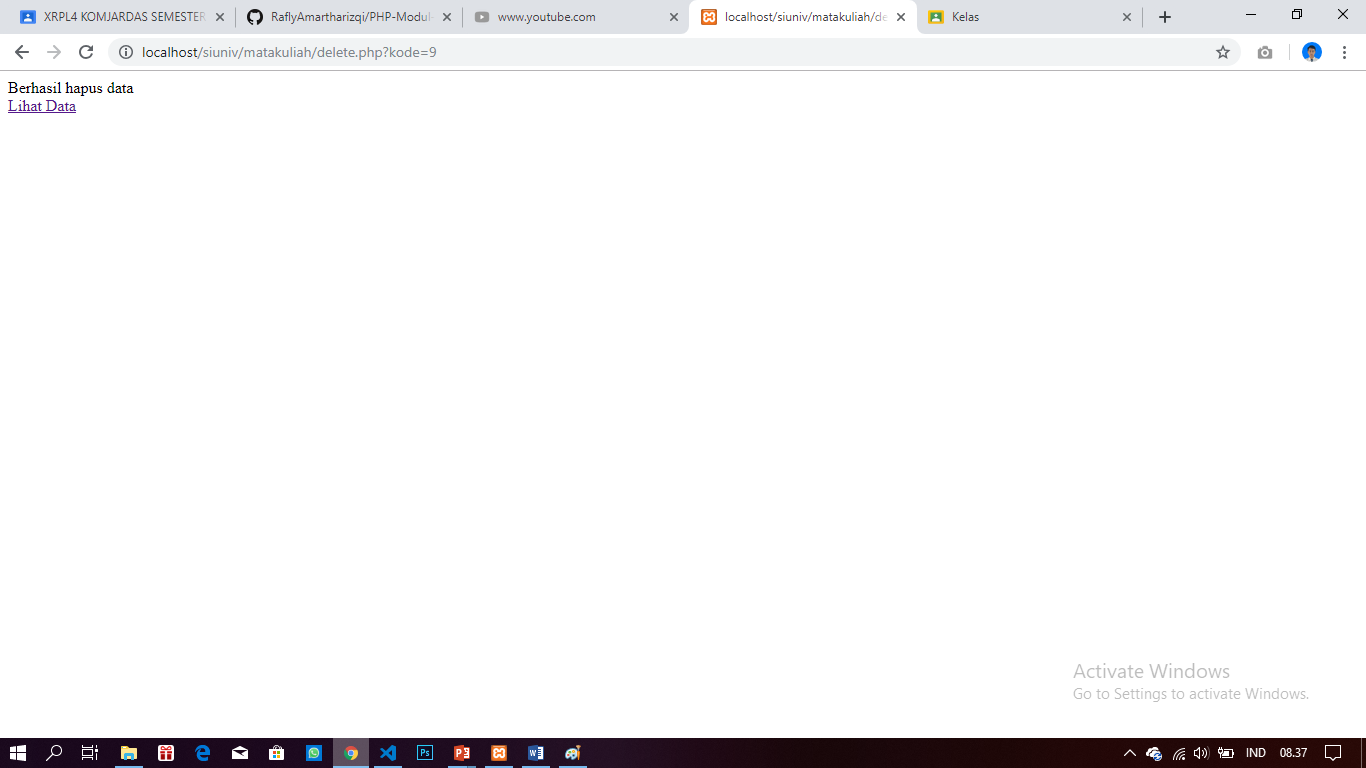 XRPL4 KOMJARDAS SEMESTER
RaflyAmartharizqi/PHP-Modul-
www.youtube.com
localhost/siuniv/matakuliah/de
Kelas
localhost/siuniv/matakuliah/delete.php?kode=9
Berhasil hapus data
Lihat Data
Activate Windows
Go to Settings to activate Windows.
IND
08.37